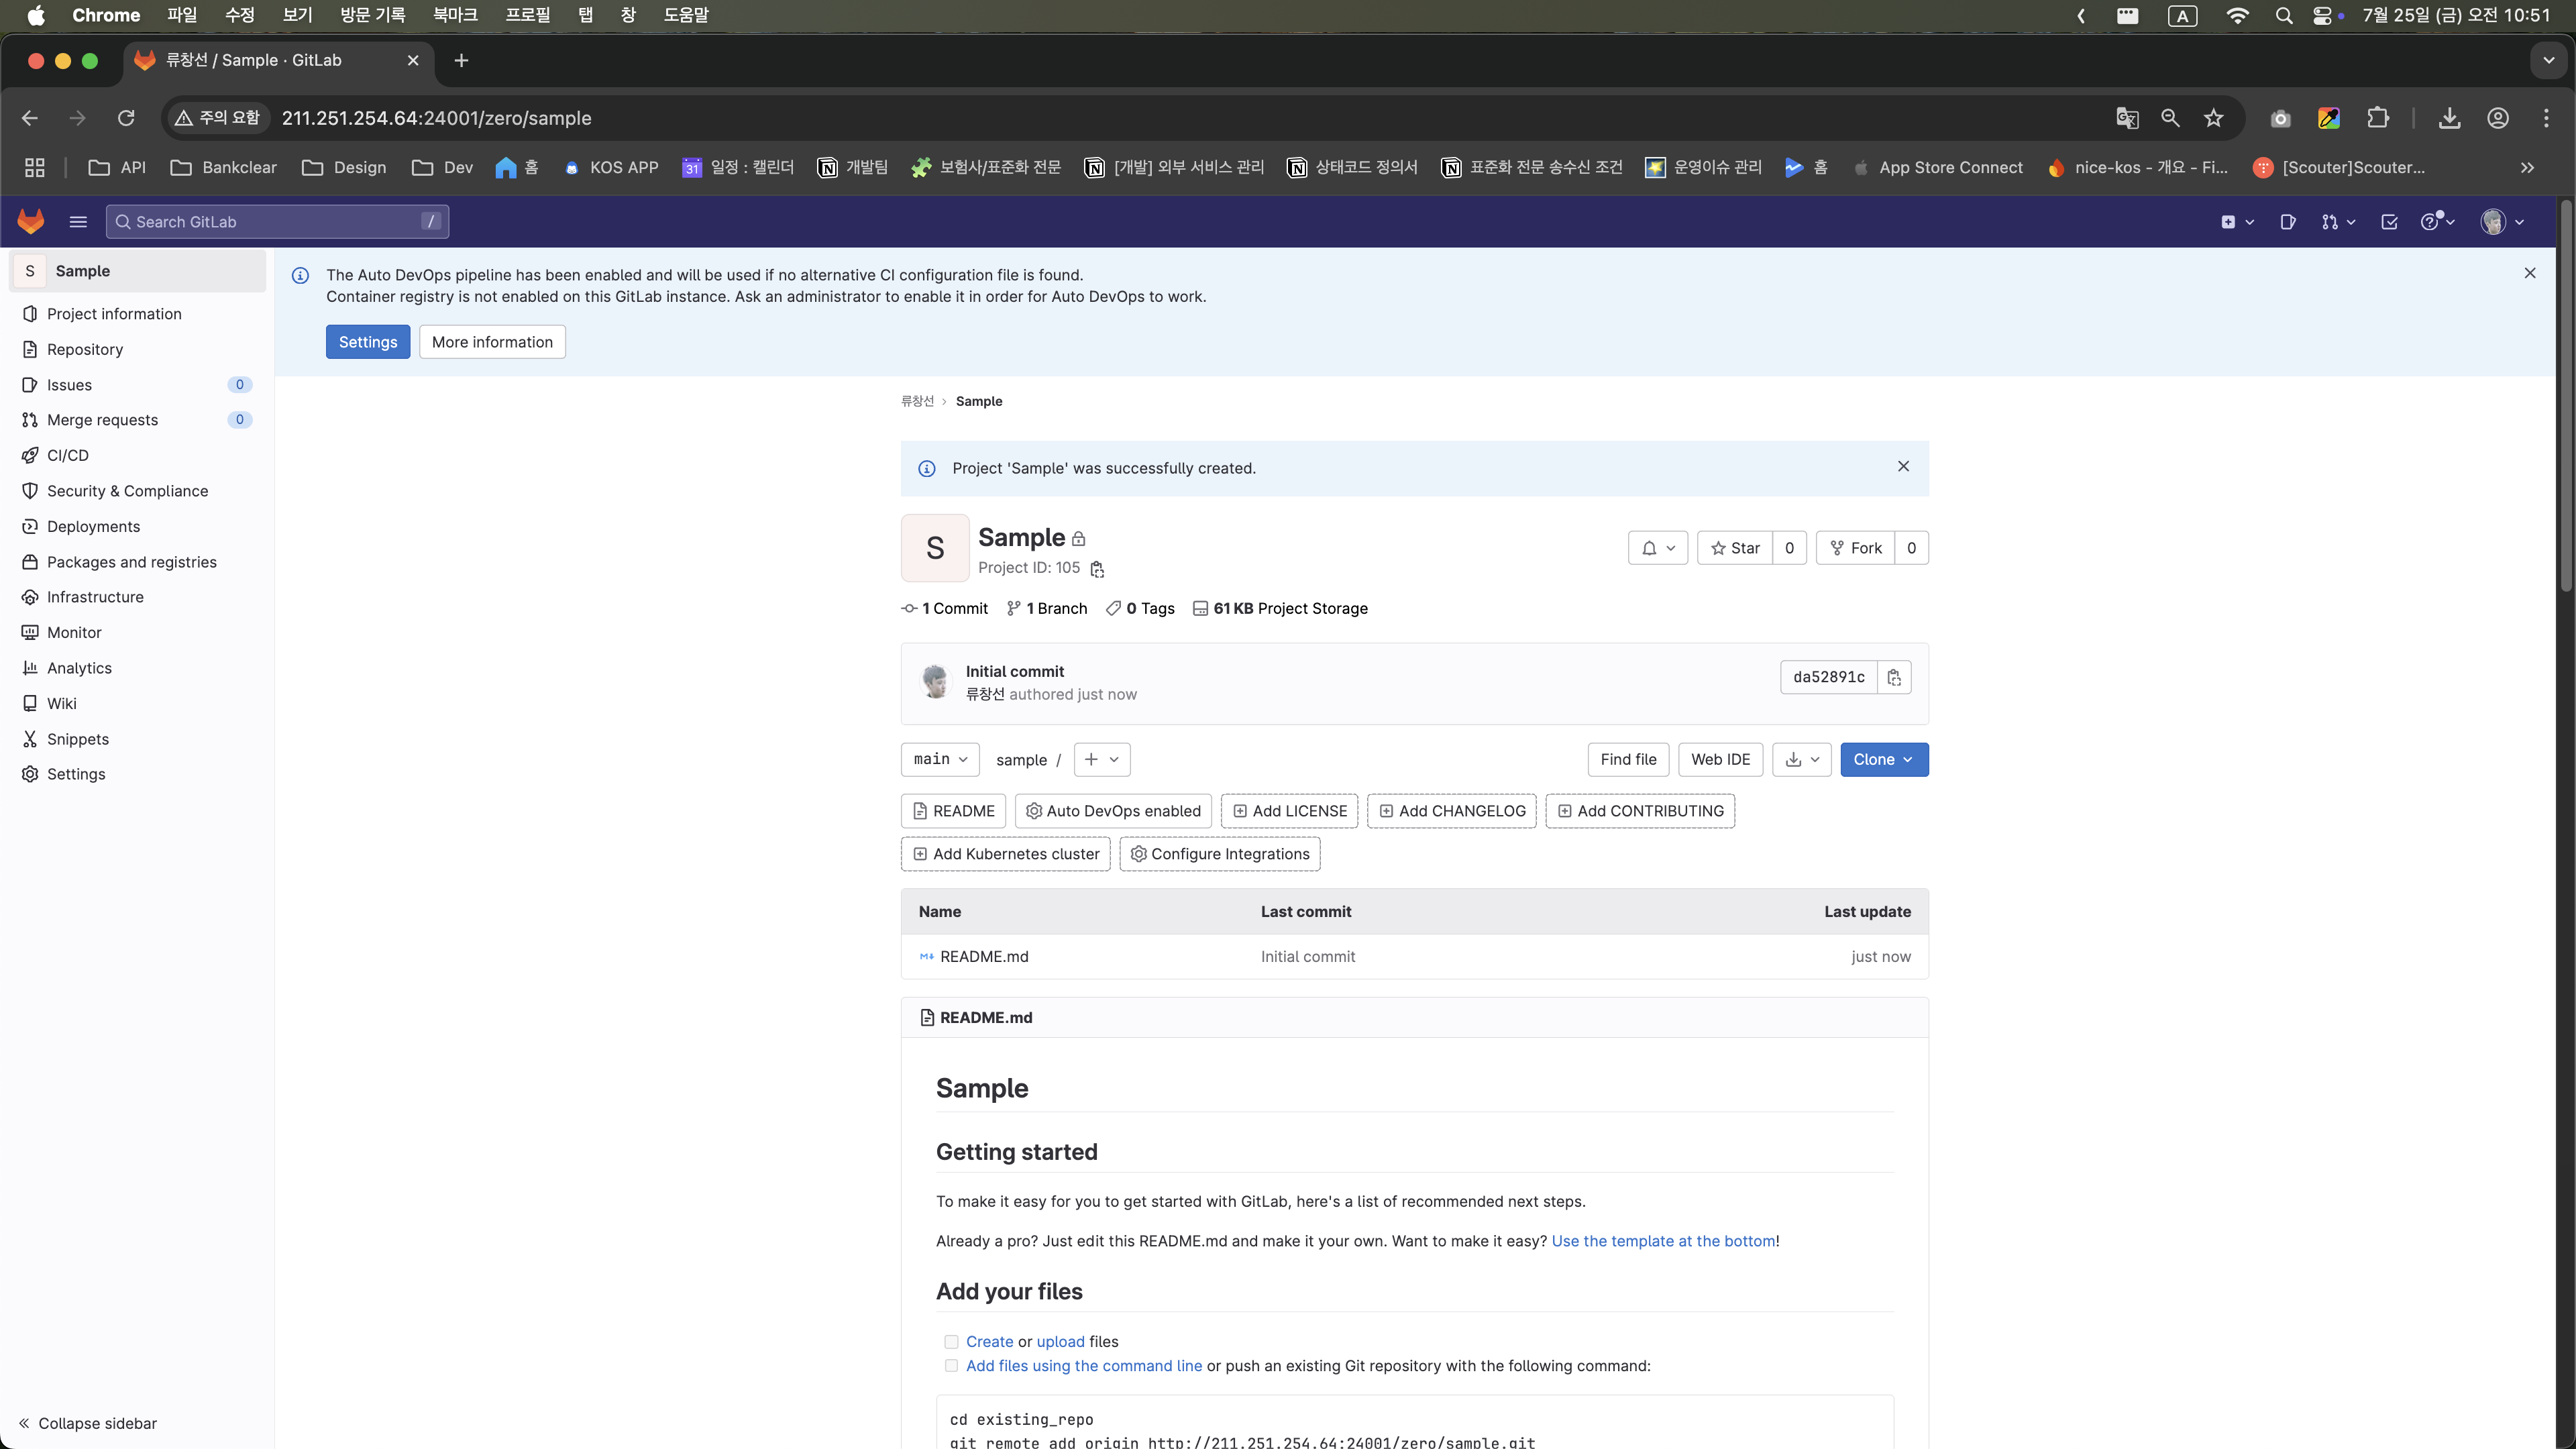 Chrome 파일 수정 보기 방문 기록 북마크 프로필 탭 창 도움말 A 7월 25일 (금) 오전 10:51
류창선 / Sample · GitLab
주의 요함 211.251.254.64:24001/zero/sample
API Bankclear Design Dev 홈 KOS APP 31 일정 : 캘린더 개발팀 보험사/표준화 전문 [개발] 외부 서비스 관리 상태코드 정의서 표준화 전문 송수신 조건 운영이슈 관리 홈 App Store Connect nice-kos - 개요 - Fi... [Scouter]Scouter...
Search GitLab /
S Sample
Project information
Repository
Issues 0
Merge requests 0
CI/CD
Security & Compliance
Deployments
Packages and registries
Infrastructure
Monitor
Analytics
Wiki
Snippets
Settings
Collapse sidebar
The Auto DevOps pipeline has been enabled and will be used if no alternative CI configuration file is found.
Container registry is not enabled on this GitLab instance. Ask an administrator to enable it in order for Auto DevOps to work.
Settings More information
류창선 › Sample
Project 'Sample' was successfully created.
S Sample
Project ID: 105
Star 0 Fork 0
1 Commit 1 Branch 0 Tags 61 KB Project Storage
Initial commit
류창선 authored just now
da52891c
main sample / + Find file Web IDE Clone
README Auto DevOps enabled Add LICENSE Add CHANGELOG Add CONTRIBUTING
Add Kubernetes cluster Configure Integrations
Name Last commit Last update
README.md Initial commit just now
README.md
Sample
Getting started
To make it easy for you to get started with GitLab, here's a list of recommended next steps.
Already a pro? Just edit this README.md and make it your own. Want to make it easy? Use the template at the bottom!
Add your files
Create or upload files
Add files using the command line or push an existing Git repository with the following command:
cd existing_repo
git remote add origin http://211.251.254.64:24001/zero/sample.git